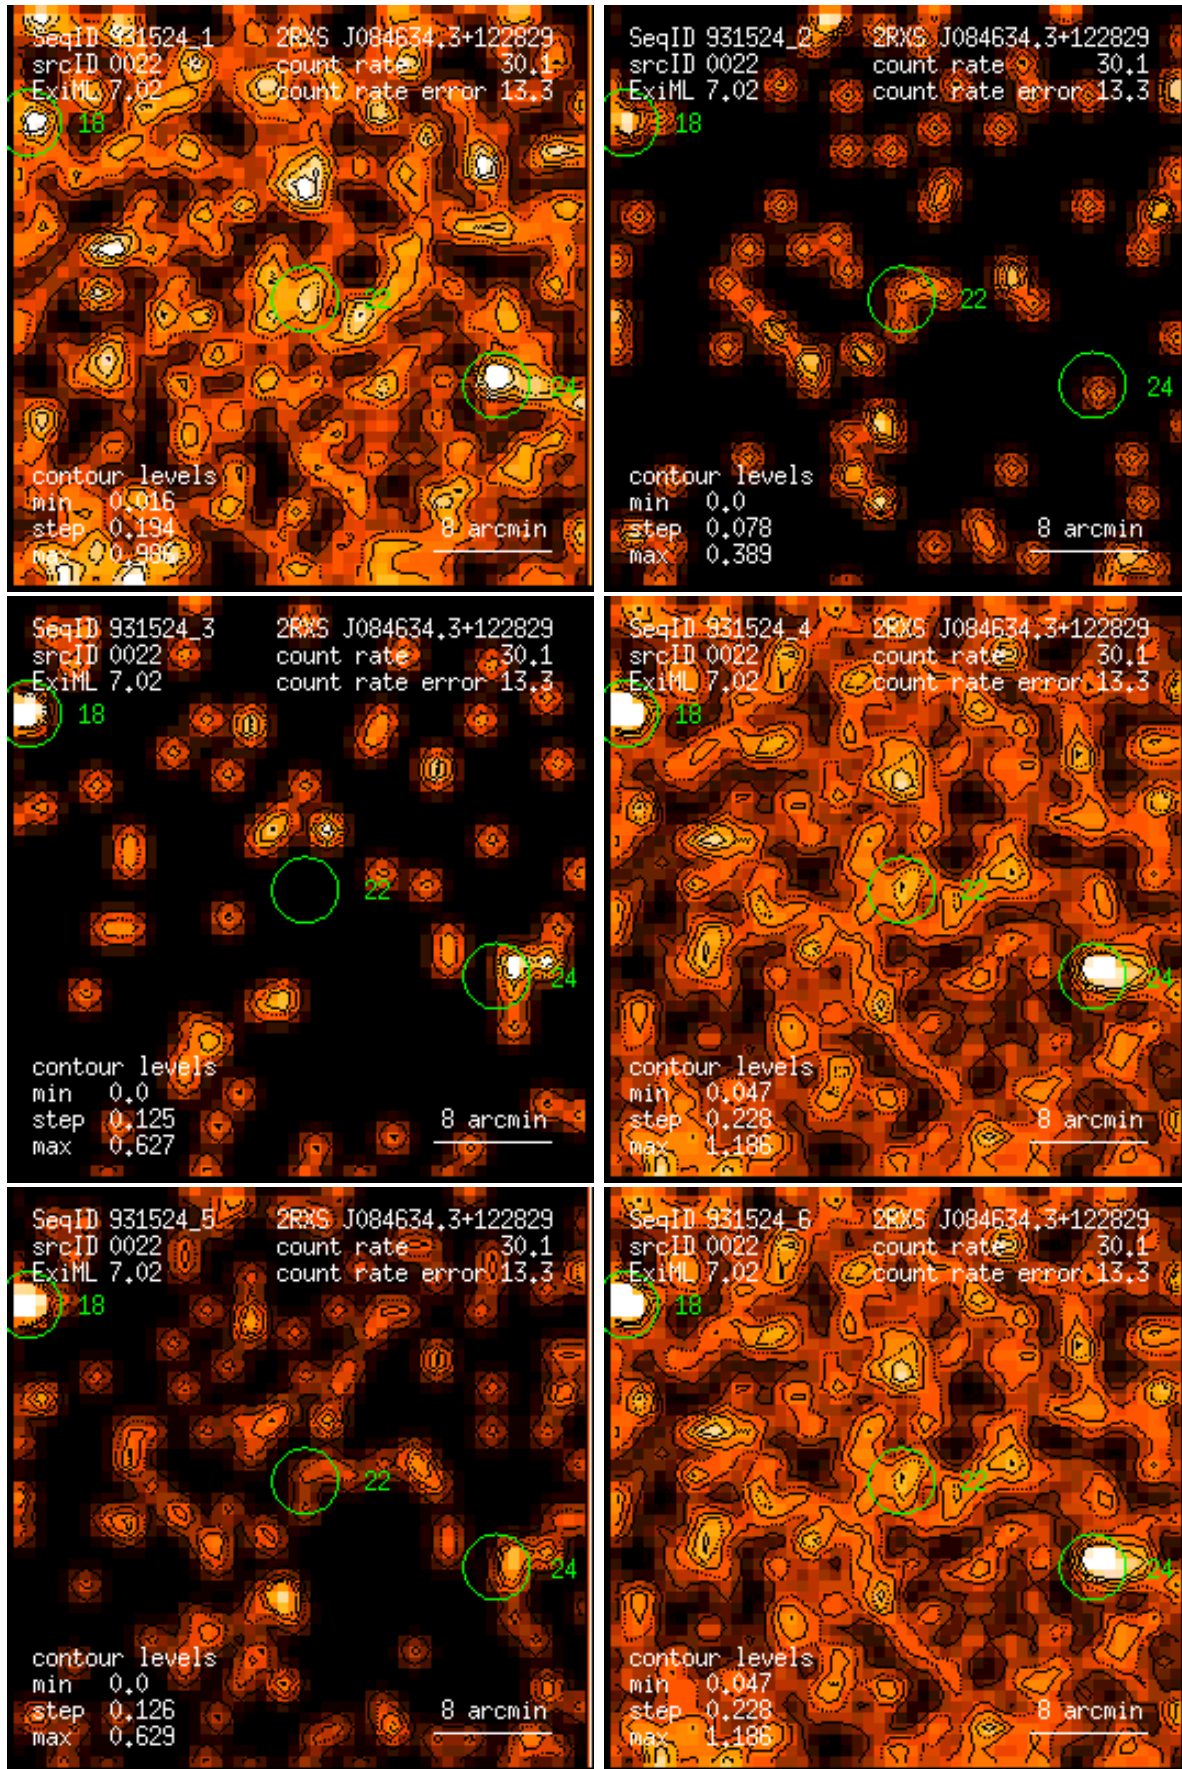 SeqID 931524_1 2RXS J084634.3+122829
srcID 0022 count rate 30.1
ExiML 7.02 count rate error 13.3
18
22
24
contour levels
min 0.016
step 0.194
max 0.986
8 arcmin
SeqID 931524_2 2RXS J084634.3+122829
srcID 0022 count rate 30.1
ExiML 7.02 count rate error 13.3
18
22
24
contour levels
min 0.0
step 0.078
max 0.389
8 arcmin
SeqID 931524_3 2RXS J084634.3+122829
srcID 0022 count rate 30.1
ExiML 7.02 count rate error 13.3
18
22
24
contour levels
min 0.0
step 0.125
max 0.627
8 arcmin
SeqID 931524_4 2RXS J084634.3+122829
srcID 0022 count rate 30.1
ExiML 7.02 count rate error 13.3
18
22
24
contour levels
min 0.047
step 0.228
max 1.186
8 arcmin
SeqID 931524_5 2RXS J084634.3+122829
srcID 0022 count rate 30.1
ExiML 7.02 count rate error 13.3
18
22
24
contour levels
min 0.0
step 0.126
max 0.629
8 arcmin
SeqID 931524_6 2RXS J084634.3+122829
srcID 0022 count rate 30.1
ExiML 7.02 count rate error 13.3
18
22
24
contour levels
min 0.047
step 0.228
max 1.186
8 arcmin